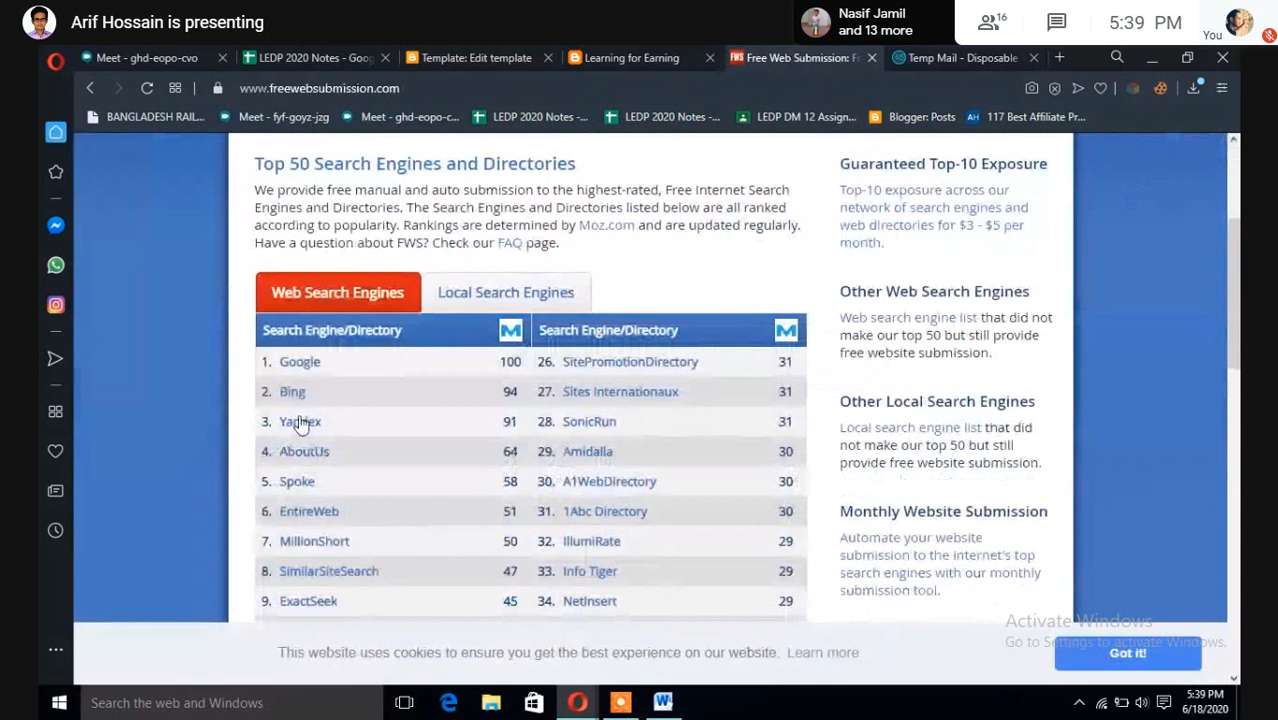 Arif Hossain is presenting
Nasif Jamil
and 13 more
16
5:39 PM
You
Meet - ghd-eopo-cvo
LEDP 2020 Notes - Goog
Template: Edit template
Learning for Earning
Free Web Submission: Fr
Temp Mail - Disposable
www.freewebsubmission.com
BANGLADESH RAIL...
Meet - fyf-goyz-jzg
Meet - ghd-eopo-c...
LEDP 2020 Notes -...
LEDP 2020 Notes -...
LEDP DM 12 Assign...
Blogger: Posts
AH 117 Best Affiliate Pr...
Top 50 Search Engines and Directories
We provide free manual and auto submission to the highest-rated, Free Internet Search
Engines and Directories. The Search Engines and Directories listed below are all ranked
according to popularity. Rankings are determined by Moz.com and are updated regularly.
Have a question about FWS? Check our FAQ page.
Web Search Engines
Local Search Engines
Search Engine/Directory M Search Engine/Directory M
1. Google 100 26. SitePromotionDirectory 31
2. Bing 94 27. Sites Internationaux 31
3. Yandex 91 28. SonicRun 31
4. AboutUs 64 29. Amidalla 30
5. Spoke 58 30. A1WebDirectory 30
6. EntireWeb 51 31. 1Abc Directory 30
7. MillionShort 50 32. IllumiRate 29
8. SimilarSiteSearch 47 33. Info Tiger 29
9. ExactSeek 45 34. NetInsert 29
Guaranteed Top-10 Exposure
Top-10 exposure across our
network of search engines and
web directories for $3 - $5 per
month.
Other Web Search Engines
Web search engine list that did not
make our top 50 but still provide
free website submission.
Other Local Search Engines
Local search engine list that did
not make our top 50 but still
provide free website submission.
Monthly Website Submission
Automate your website
submission to the internet's top
search engines with our monthly
submission tool.
Activate Windows
Go to Settings to activate Windows.
This website uses cookies to ensure you get the best experience on our website. Learn more
Got it!
Search the web and Windows
5:39 PM
6/18/2020